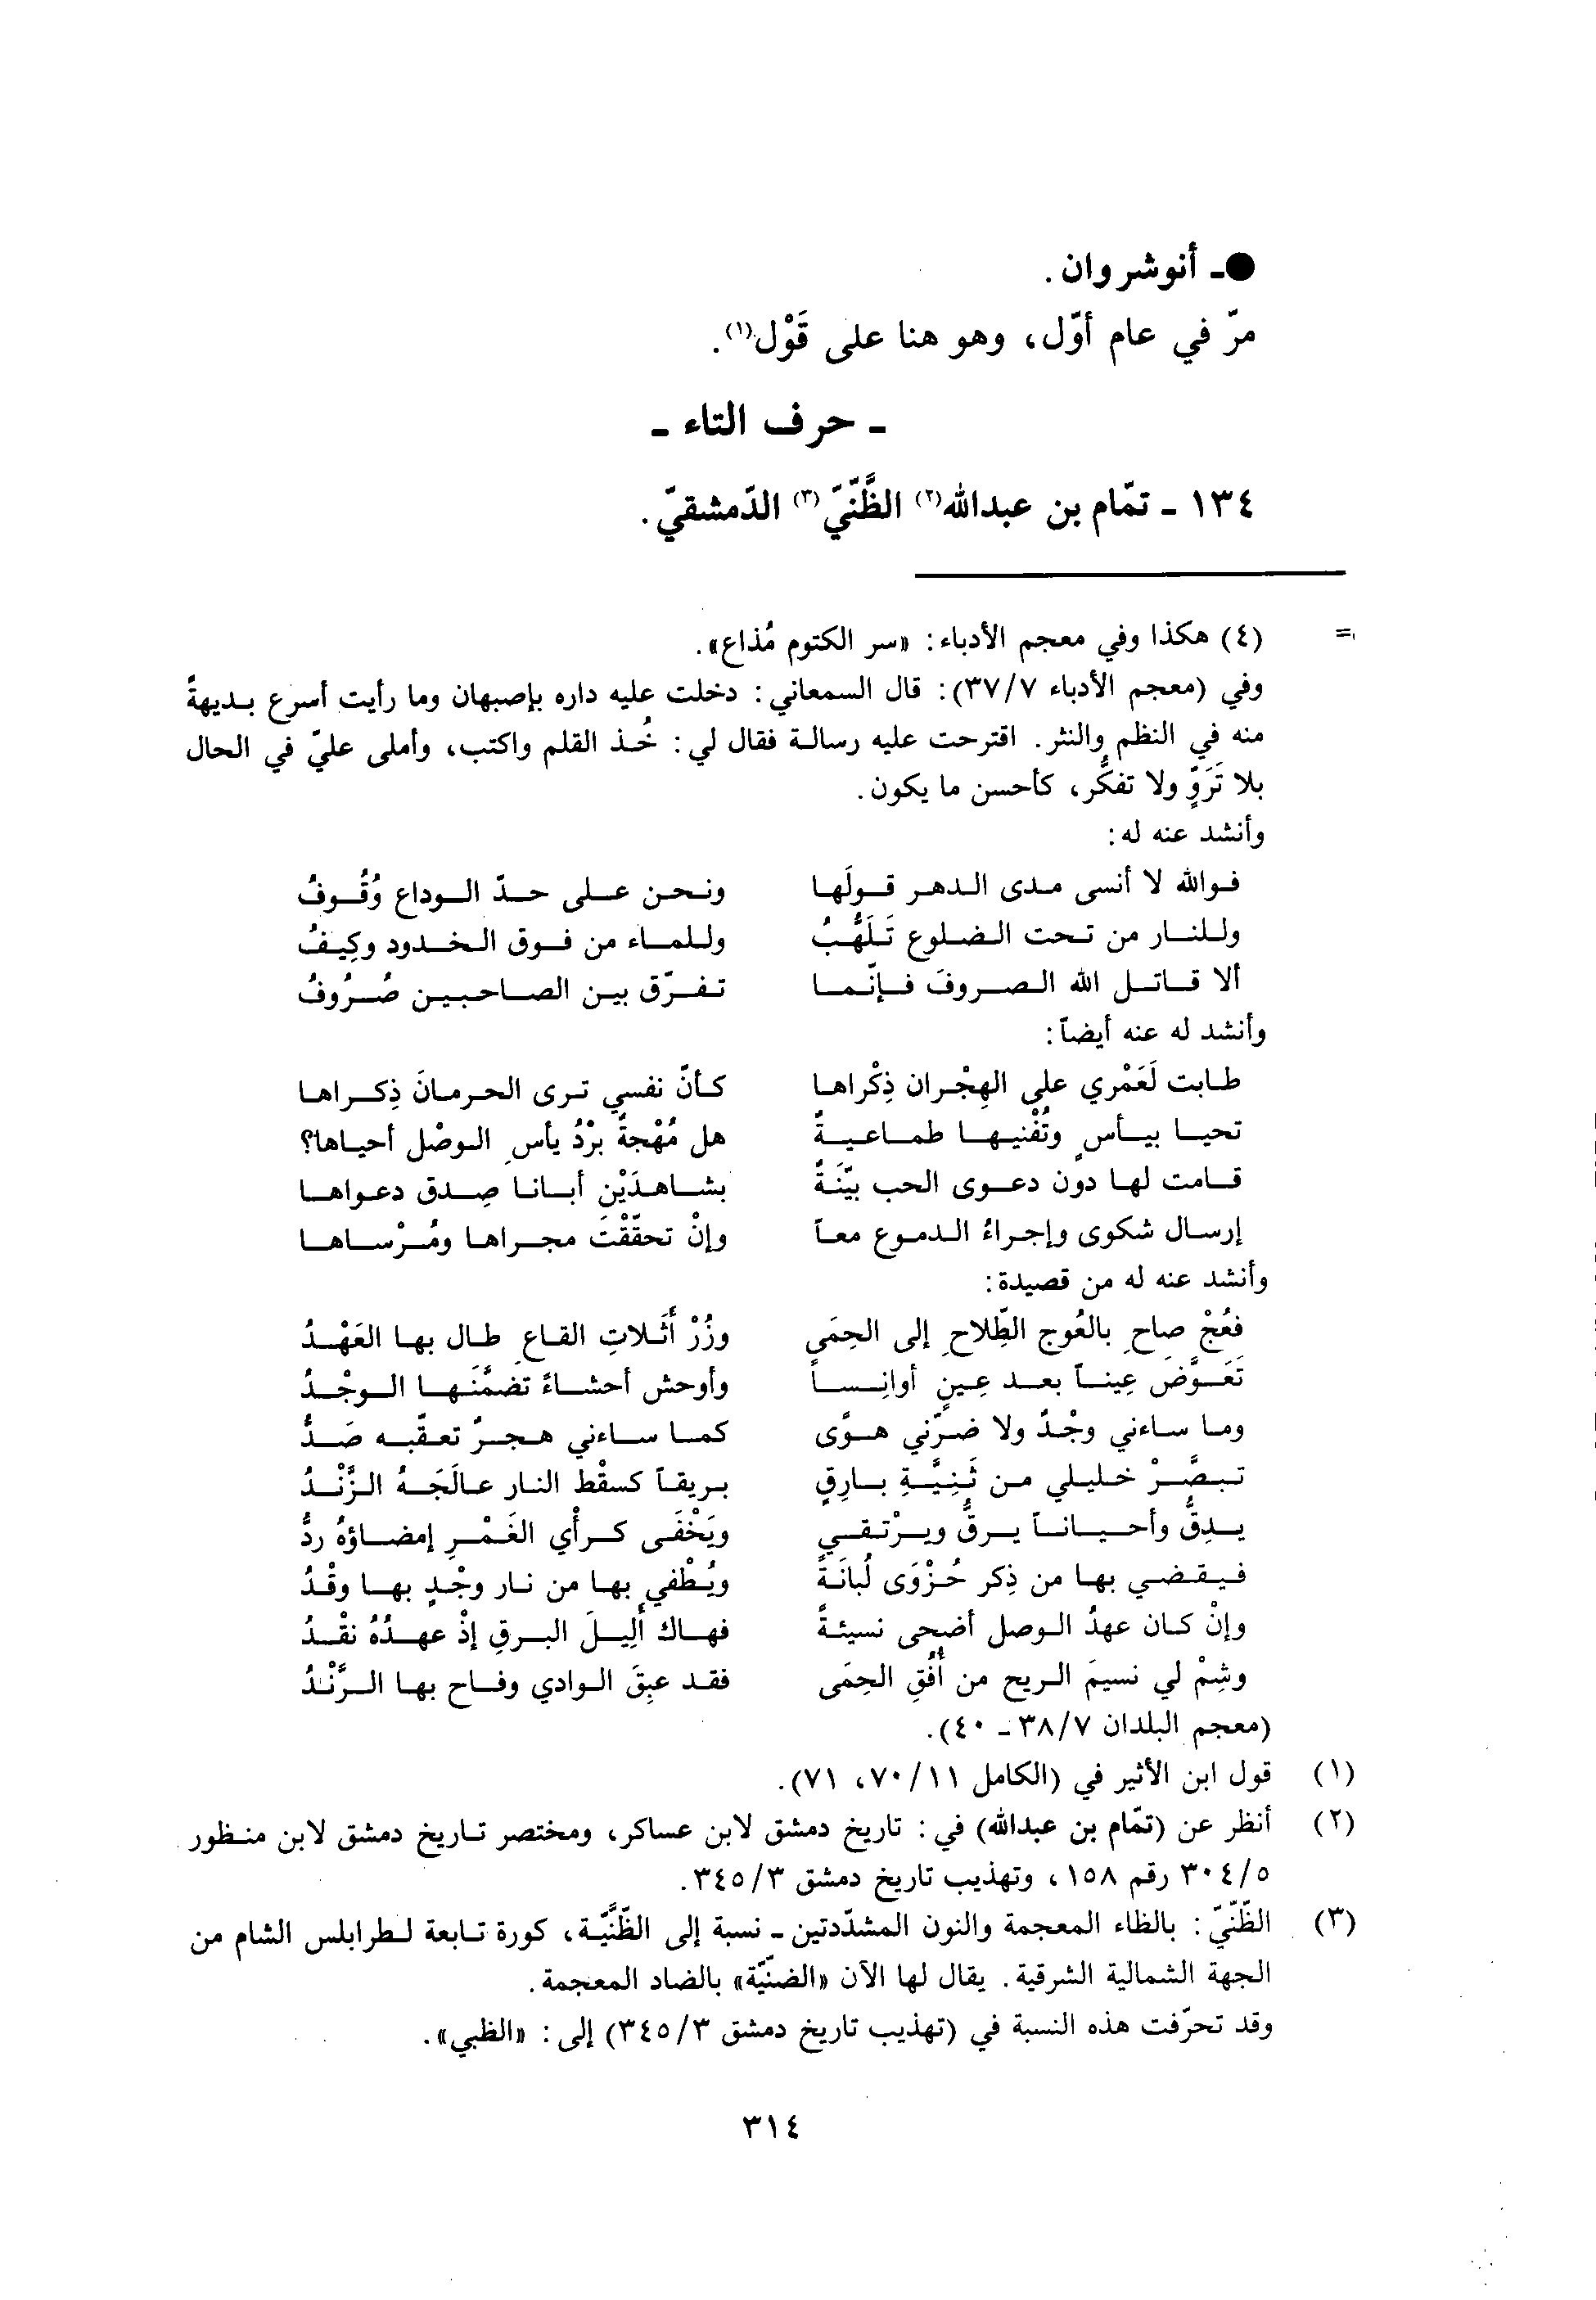 ●ـ أنوشروان.
مرّ في عام أوّل، وهو هنا على قَوْل(١).
ـ حرف التاء ـ
١٣٤ ـ تمّام بن عبدالله(٢) الظَّنّيّ(٣) الدّمشقيّ.
= (٤) هكذا وفي معجم الأدباء: «سر الكتوم مُذاع».
وفي (معجم الأدباء ٣٧/٧): قال السمعاني: دخلت عليه داره بإصبهان وما رأيت أسرع بديهةً
منه في النظم والنثر. اقترحت عليه رسالة فقال لي: خُذ القلم واكتب، وأملى عليّ في الحال
بلا تَرَوٍّ ولا تفكُّر، كأحسن ما يكون.
وأنشد عنه له:
فوالله لا أنسى مدى الدهر قولَها ونحن على حدّ الوداع وُقُوفُ
وللنار من تحت الضلوع تَلَهُّبُ وللماء من فوق الخدود وكِيفُ
ألا قاتل الله الصروفَ فإنّما تفرّق بين الصاحبين صُرُوفُ
وأنشد له عنه أيضاً:
طابت لَعَمْري على الهِجْران ذِكْراها كأنّ نفسي ترى الحرمانَ ذِكراها
تحيا بيأسٍ وتُفْنيها طماعيةٌ هل مُهْجةٌ برْدُ يأسِ الوصْل أحياها؟
قامت لها دون دعوى الحب بيّنَةٌ بشاهدَيْن أبانا صِدق دعواها
إرسال شكوى وإجراءُ الدموع معاً وإنْ تحقّقْتَ مجراها ومُرْساها
وأنشد عنه له من قصيدة:
فعُجْ صاحِ بالعُوج الطِّلاحِ إلى الحِمَى وزُرْ أثَلاتِ القاعِ طال بها العَهْدُ
تَعَوَّضَ عِيناً بعد عِينٍ أوانِساً وأوحش أحشاءً تضمَّنَها الوجْدُ
وما ساءني وجْدٌ ولا ضرّني هوًى كما ساءني هجرٌ تعقّبه صَدُّ
تبصَّرْ خليلي من ثَنِيَّةِ بارِقٍ بريقاً كسقْط النار عالَجَهُ الزَّنْدُ
يدِقُّ وأحياناً يرقُّ ويرْتقي ويَخْفَى كرأْي الغَمْرِ إمضاؤهُ ردُّ
فيقضي بها من ذِكر حُزْوَى لُبانَةً ويُطْفي بها من نار وجْدٍ بها وقْدُ
وإنْ كان عهدُ الوصل أضحى نسيئةً فهاك أَلِيلَ البرقِ إذْ عهدُهُ نقْدُ
وشِمْ لي نسيمَ الريح من أُفُقِ الحِمَى فقد عبِقَ الوادي وفاح بها الرَّنْدُ
(معجم البلدان ٣٨/٧ ـ ٤٠).
(١) قول ابن الأثير في (الكامل ٧٠/١١، ٧١).
(٢) أنظر عن (تمّام بن عبدالله) في: تاريخ دمشق لابن عساكر، ومختصر تاريخ دمشق لابن منظور
٣٠٤/٥ رقم ١٥٨، وتهذيب تاريخ دمشق ٣٤٥/٣.
(٣) الظّنّيّ: بالظاء المعجمة والنون المشدّدتين ـ نسبة إلى الظّنّيّة، كورة تابعة لطرابلس الشام من
الجهة الشمالية الشرقية. يقال لها الآن «الضنّيّة» بالضاد المعجمة.
وقد تحرّفت هذه النسبة في (تهذيب تاريخ دمشق ٣٤٥/٣) إلى: «الظبي».
٣١٤